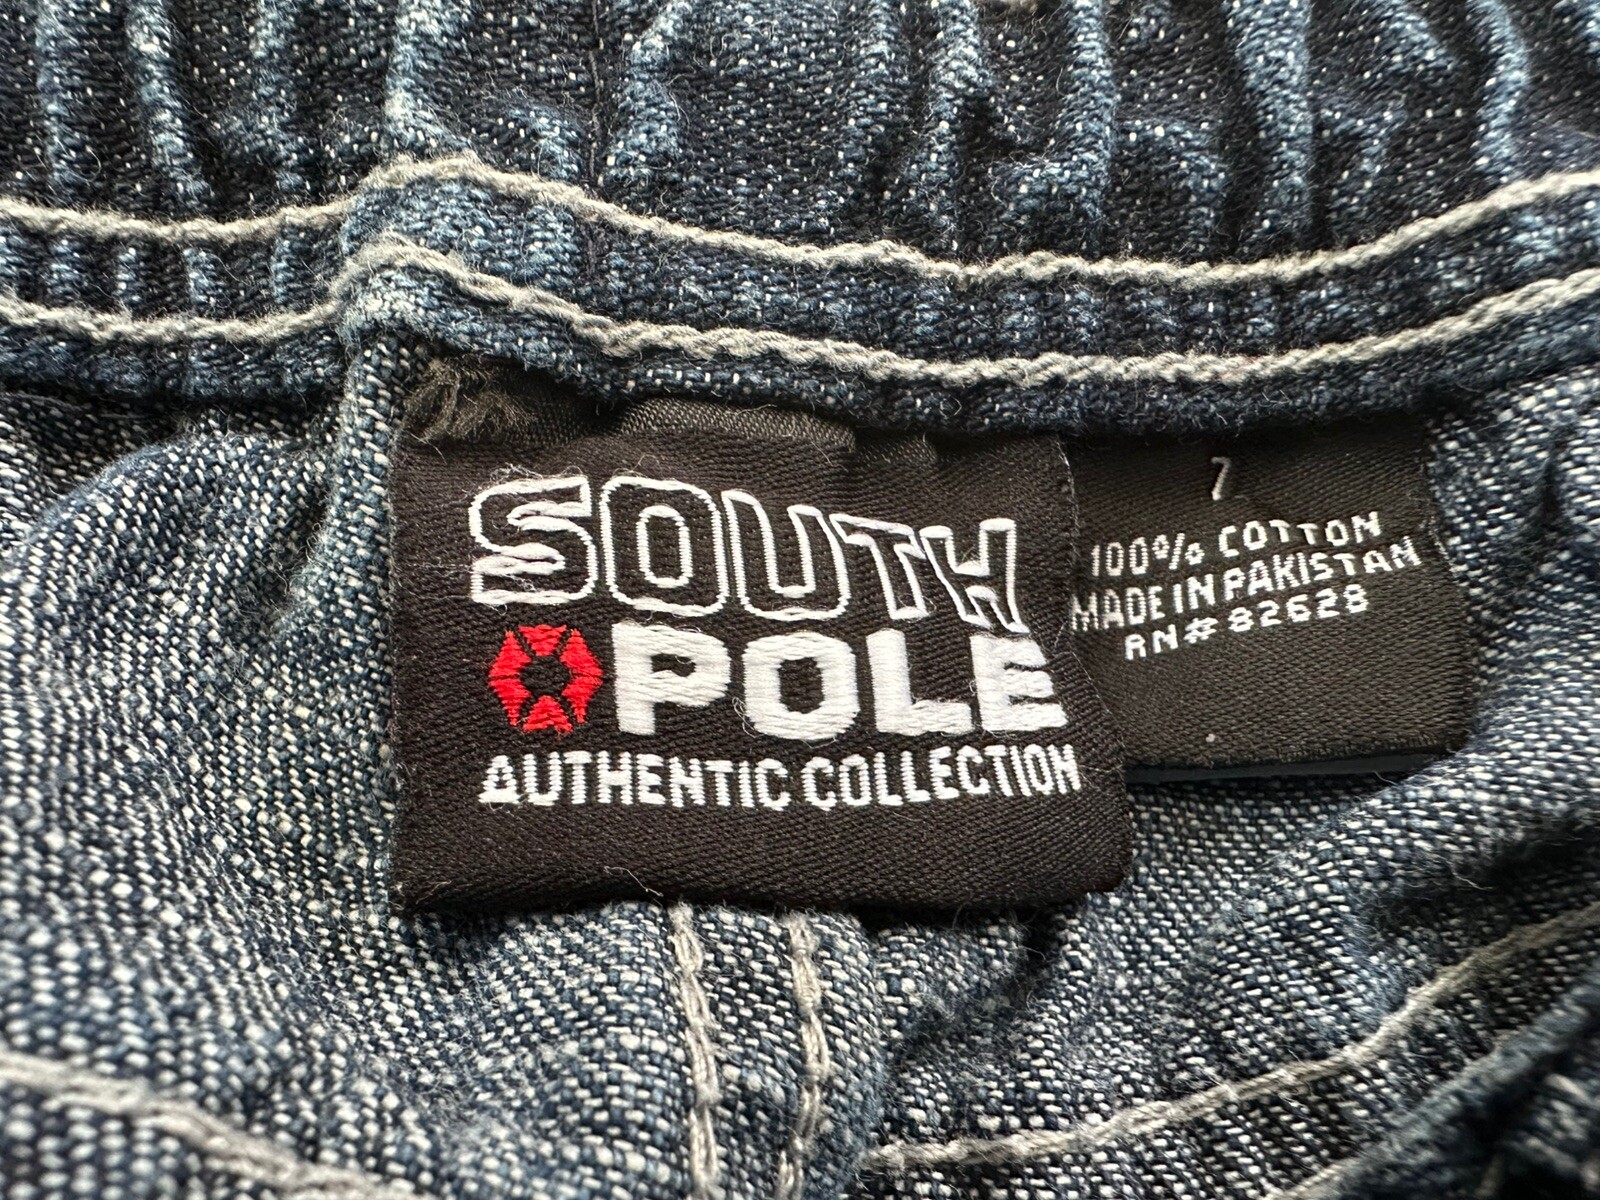 SOUTH
POLE
AUTHENTIC COLLECTION
7
100% COTTON
MADE IN PAKISTAN
RN# 82628